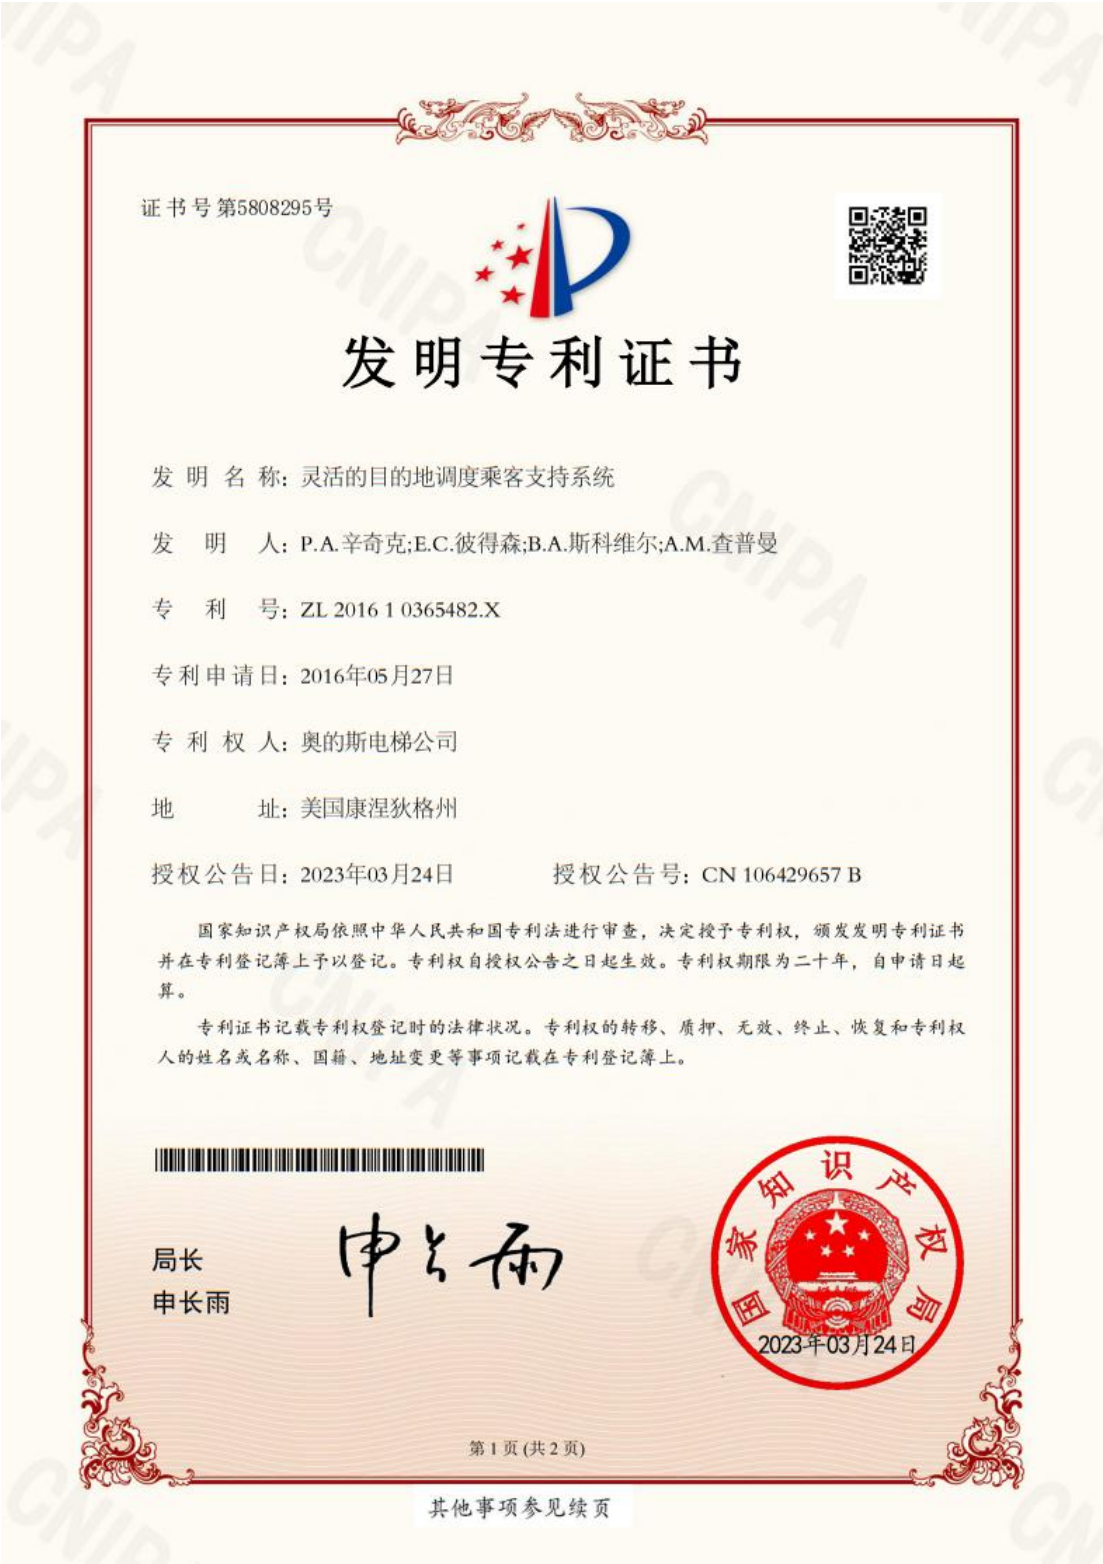 证书号第5808295号
发明专利证书
发明名称：灵活的目的地调度乘客支持系统
发明人：P.A.辛奇克;E.C.彼得森;B.A.斯科维尔;A.M.查普曼
专利号：ZL 2016 1 0365482.X
专利申请日：2016年05月27日
专利权人：奥的斯电梯公司
地址：美国康涅狄格州
授权公告日：2023年03月24日 授权公告号：CN 106429657 B
国家知识产权局依照中华人民共和国专利法进行审查，决定授予专利权，颁发发明专利证书
并在专利登记簿上予以登记。专利权自授权公告之日起生效。专利权期限为二十年，自申请日起
算。
专利证书记载专利权登记时的法律状况。专利权的转移、质押、无效、终止、恢复和专利权
人的姓名或名称、国籍、地址变更等事项记载在专利登记簿上。
局长
申长雨
申长雨
国家知识产权局
2023年03月24日
第 1 页 (共 2 页)
其他事项参见续页
CNIPA